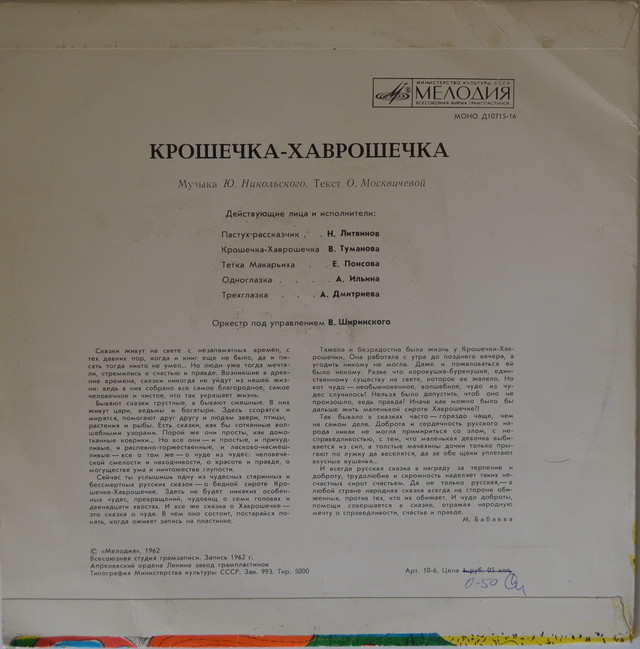 МИНИСТЕРСТВО КУЛЬТУРЫ СССР
МЕЛОДИЯ
ВСЕСОЮЗНАЯ ФИРМА ГРАМПЛАСТИНОК
МОНО Д10715-16
КРОШЕЧКА-ХАВРОШЕЧКА
Музыка Ю. Никольского. Текст О. Москвичевой
Действующие лица и исполнители:
Пастух-рассказчик . . Н. Литвинов
Крошечка-Хаврошечка В. Туманова
Тетка Макарьиха . . Е. Понсова
Одноглазка . . . . А. Ильина
Трехглазка . . . А. Дмитриева
Оркестр под управлением В. Ширинского
Сказки живут на свете с незапамятных времен, с
тех давних пор, когда и книг еще не было, да и пи-
сать тогда никто не умел... Но люди уже тогда мечта-
ли, стремились к счастью и правде. Возникшие в древ-
ние времена, сказки никогда не уйдут из нашей жиз-
ни: ведь в них собрано все самое благородное, самое
человечное и чистое, что так украшает жизнь.
Бывают сказки грустные, а бывают смешные. В них
живут цари, ведьмы и богатыри. Здесь ссорятся и
мирятся, помогают друг другу и людям звери, птицы,
растения и рыбы. Есть сказки, как бы сотканные вол-
шебными узорами. Порой же они просты, как домо-
тканные коврики... Но все они — и простые, и причуд-
ливые, и распевно-торжественные, и ласково-насмеш-
ливые — все о том же — о чуде из чудес: человече-
ской смелости и находчивости, о красоте и правде, о
могуществе ума и ничтожестве глупости.
Сейчас ты услышишь одну из чудесных старинных и
бессмертных русских сказок — о бедной сироте Кро-
шечке-Хаврошечке. Здесь не будет никаких особен-
ных чудес, превращений, чудовищ о семи головах и
двенадцати хвостах. И все же сказка о Хаврошечке —
это сказка о чуде. В чем оно состоит, постарайся по-
нять, когда оживет запись на пластинке.
Тяжела и безрадостна была жизнь у Крошечки-Хав-
рошечки. Она работала с утра до позднего вечера, а
угодить никому не могла. Даже и пожаловаться ей
было некому. Разве что коровушке-буренушке, един-
ственному существу на свете, которое ее жалело. Но
вот чудо — необыкновенное, волшебное, чудо из чу-
дес случилось! Нельзя было допустить, чтоб оно не
произошло, ведь правда! Иначе как можно было бы
дальше жить маленькой сироте Хаврошечке!!
Так бывало в сказках часто — гораздо чаще, чем
на самом деле. Доброта и сердечность русского на-
рода никак не могла примириться со злом, с не-
справедливостью, с тем, что маленькая девочка выби-
вается из сил, а толстые мачехины дочки только пры-
гают по лужку да веселятся, да за обе щеки уплетают
вкусные кушанья...
И всегда русская сказка в награду за терпение и
доброту, трудолюбие и скромность наделяет таких не-
счастных сирот счастьем. Да не только русская, — в
любой стране народная сказка всегда на стороне оби-
женных, против тех, кто их обижает. И чудо доброты,
помощи совершается в сказке, отражая народную
мечту о справедливости, счастье и правде.
М. Бабаева
© «Мелодия», 1962
Всесоюзная студия грамзаписи. Запись 1962 г.
Апрелевский ордена Ленина завод грампластинок
Типография Министерства культуры СССР. Зак. 993. Тир. 5000
Арт. 10-6. Цена 1 руб. 05 коп.
0-50